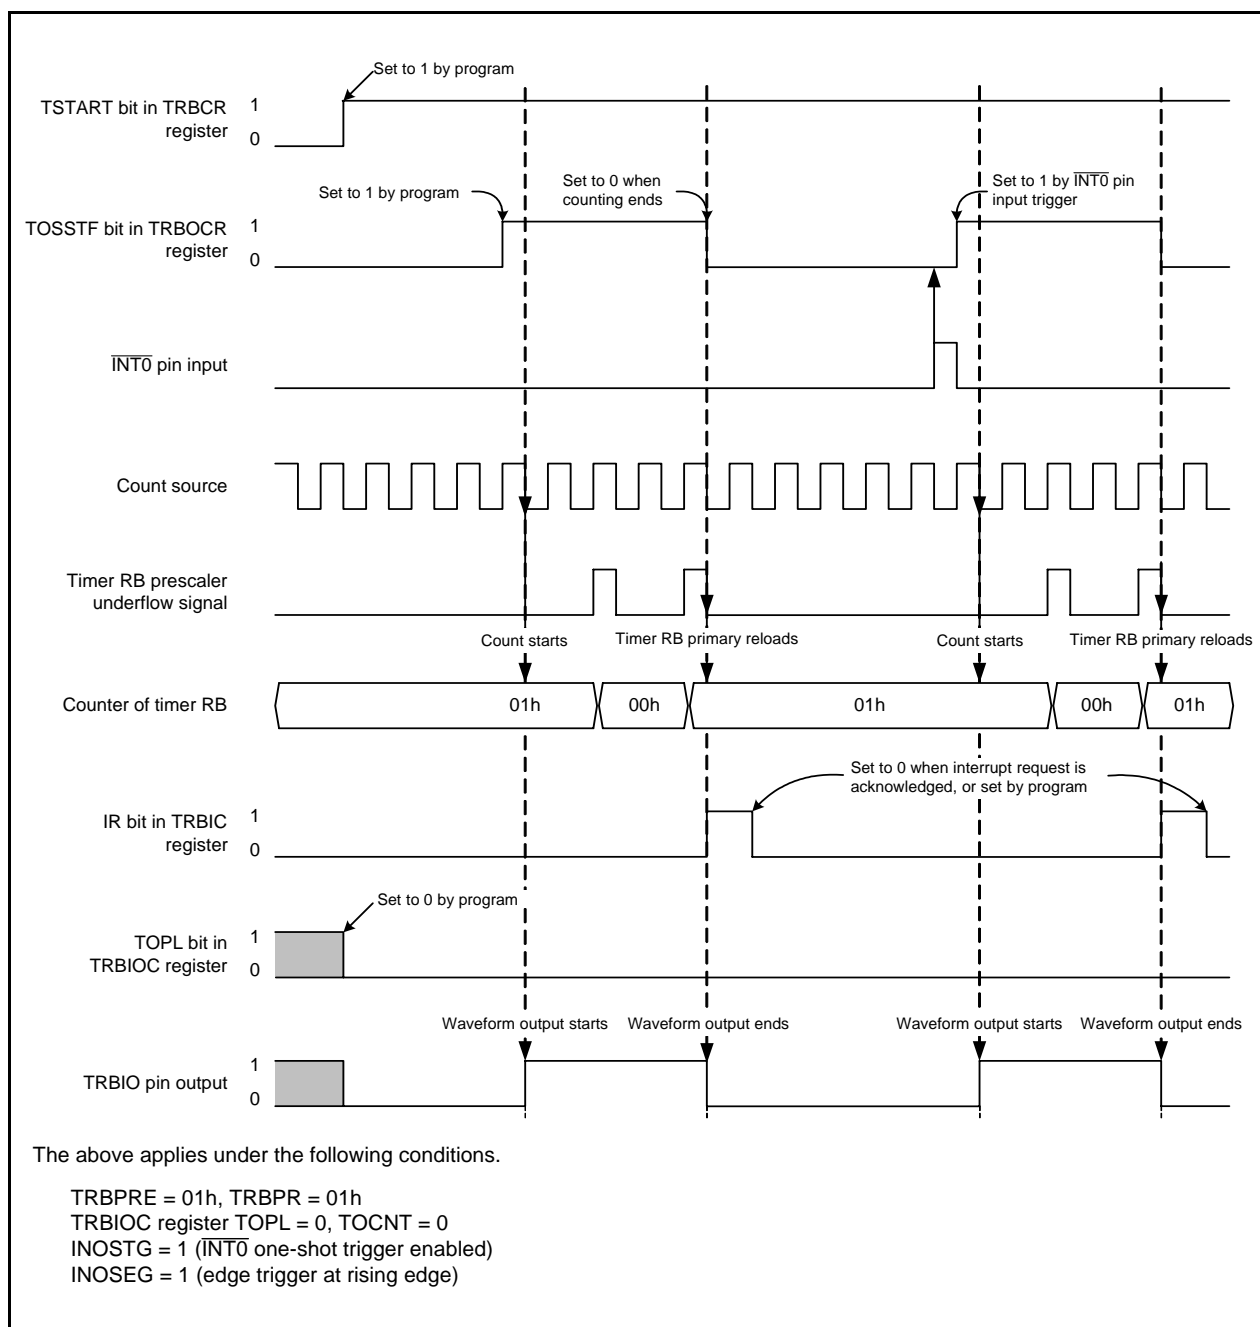 Set to 1 by program
TSTART bit in TRBCR
register
1
0
Set to 1 by program
Set to 0 when
counting ends
Set to 1 by INT0 pin
input trigger
TOSSTF bit in TRBOCR
register
1
0
INT0 pin input
Count source
Timer RB prescaler
underflow signal
Count starts
Timer RB primary reloads
Count starts
Timer RB primary reloads
Counter of timer RB
01h
00h
01h
00h
01h
Set to 0 when interrupt request is
acknowledged, or set by program
IR bit in TRBIC
register
1
0
Set to 0 by program
TOPL bit in
TRBIOC register
1
0
Waveform output starts
Waveform output ends
Waveform output starts
Waveform output ends
TRBIO pin output
1
0
The above applies under the following conditions.
TRBPRE = 01h, TRBPR = 01h
TRBIOC register TOPL = 0, TOCNT = 0
INOSTG = 1 (INT0 one-shot trigger enabled)
INOSEG = 1 (edge trigger at rising edge)